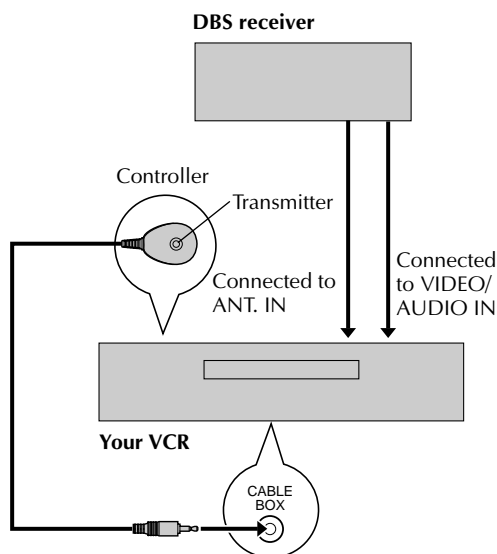 DBS receiver
Controller
Transmitter
Connected to
ANT. IN
Connected
to VIDEO/
AUDIO IN
Your VCR
CABLE
BOX